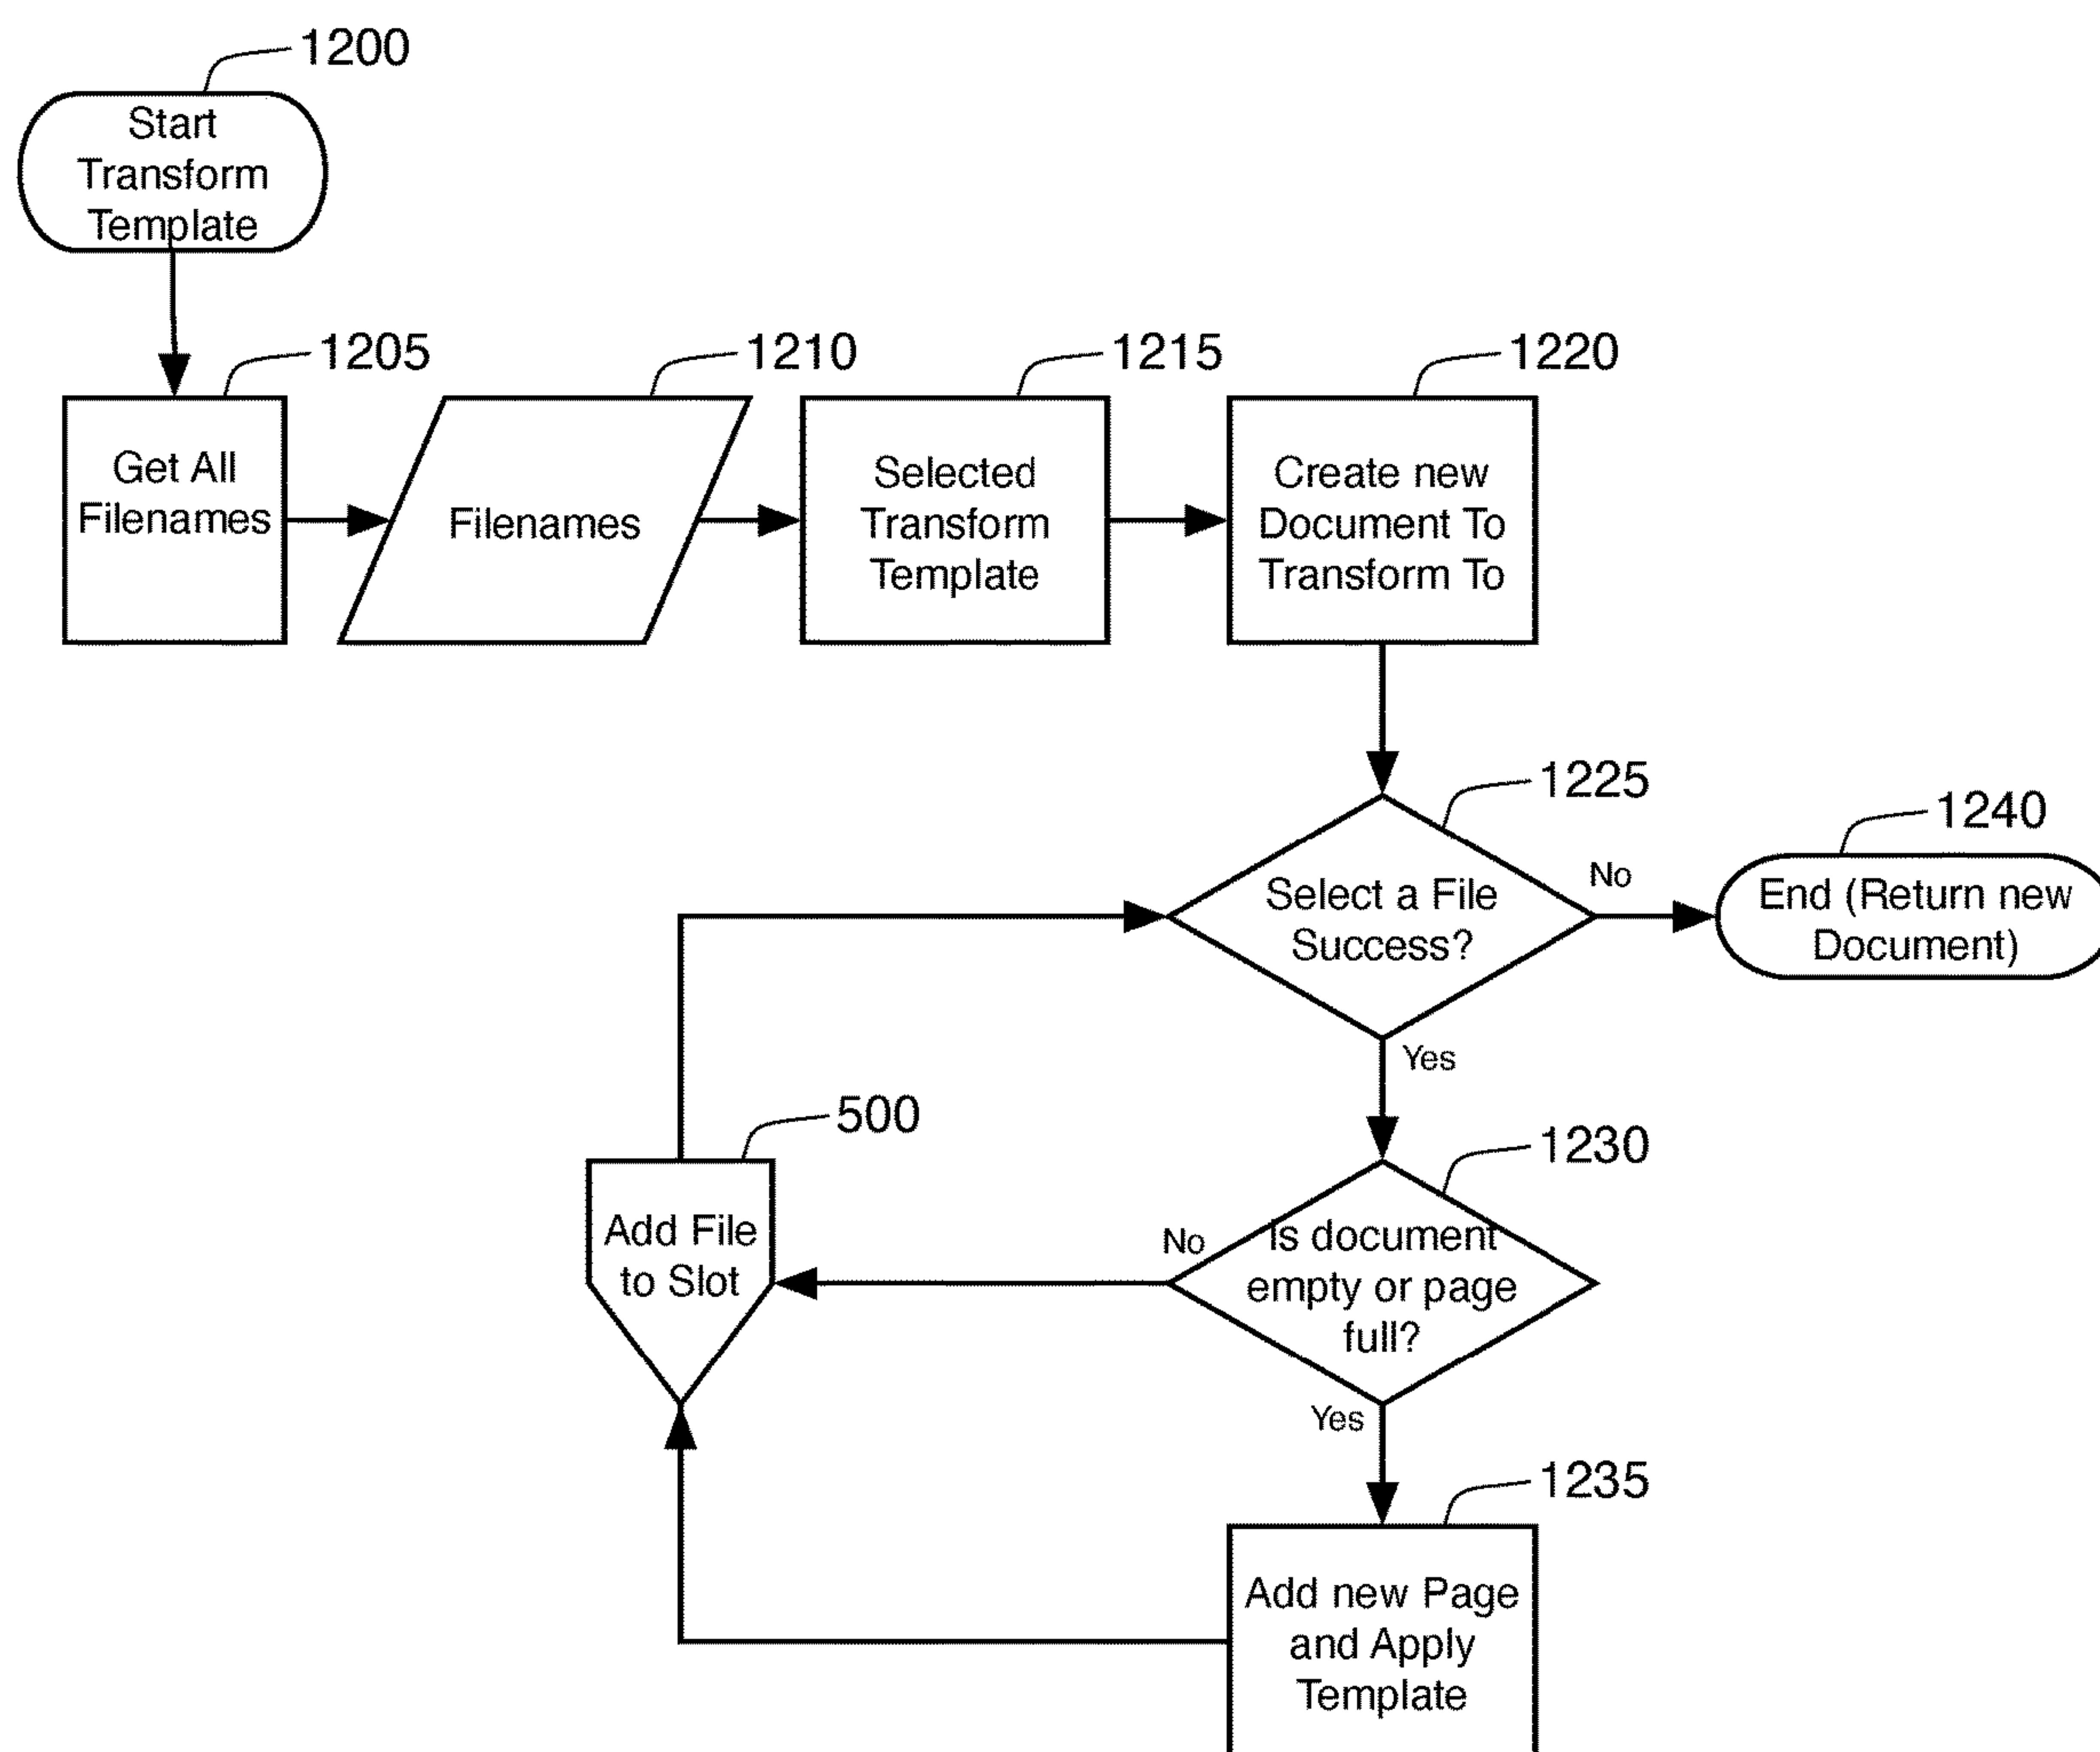 1200
Start
Transform
Template
1205
1210
1215
1220
Get All
Filenames
Filenames
Selected
Transform
Template
Create new
Document To
Transform To
1225
1240
Select a File
Success?
No
End (Return new
Document)
Yes
500
1230
Add File
to Slot
No
Is document
empty or page
full?
Yes
1235
Add new Page
and Apply
Template